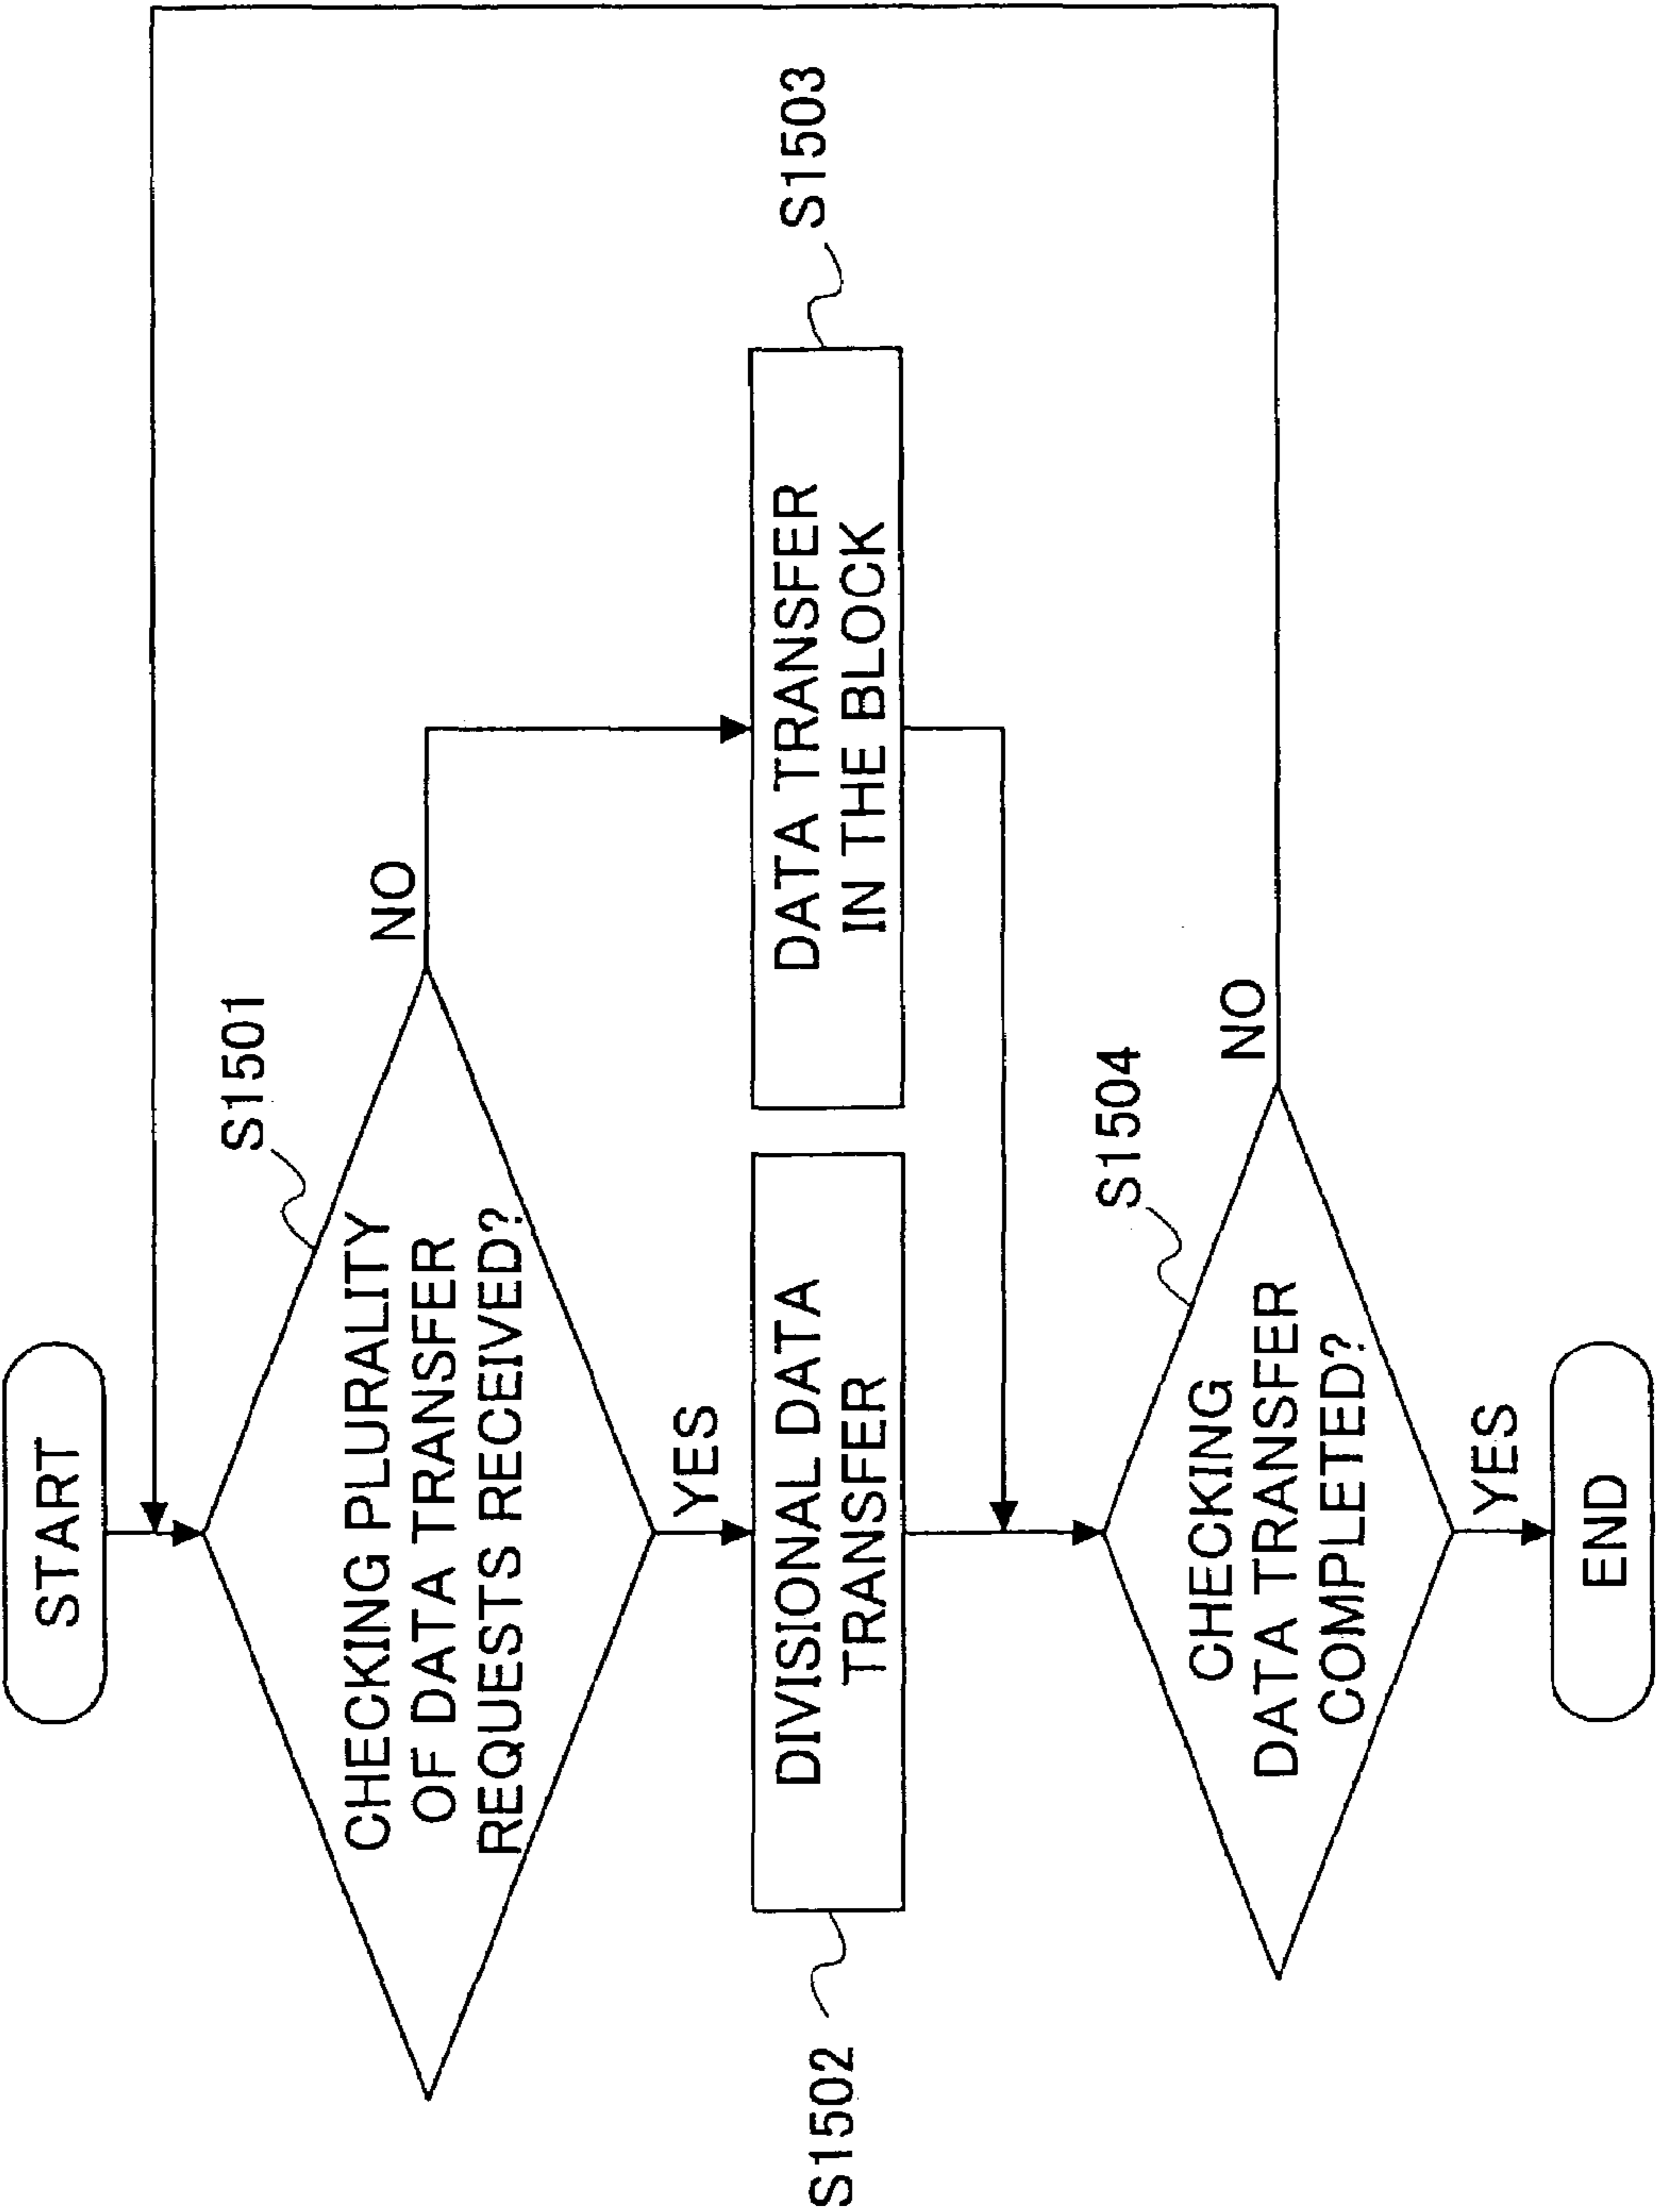 START
S1501
CHECKING PLURALITY
OF DATA TRANSFER
REQUESTS RECEIVED?
NO
YES
S1502
DIVISIONAL DATA
TRANSFER
DATA TRANSFER
IN THE BLOCK
S1503
S1504
CHECKING
DATA TRANSFER
COMPLETED?
NO
YES
END